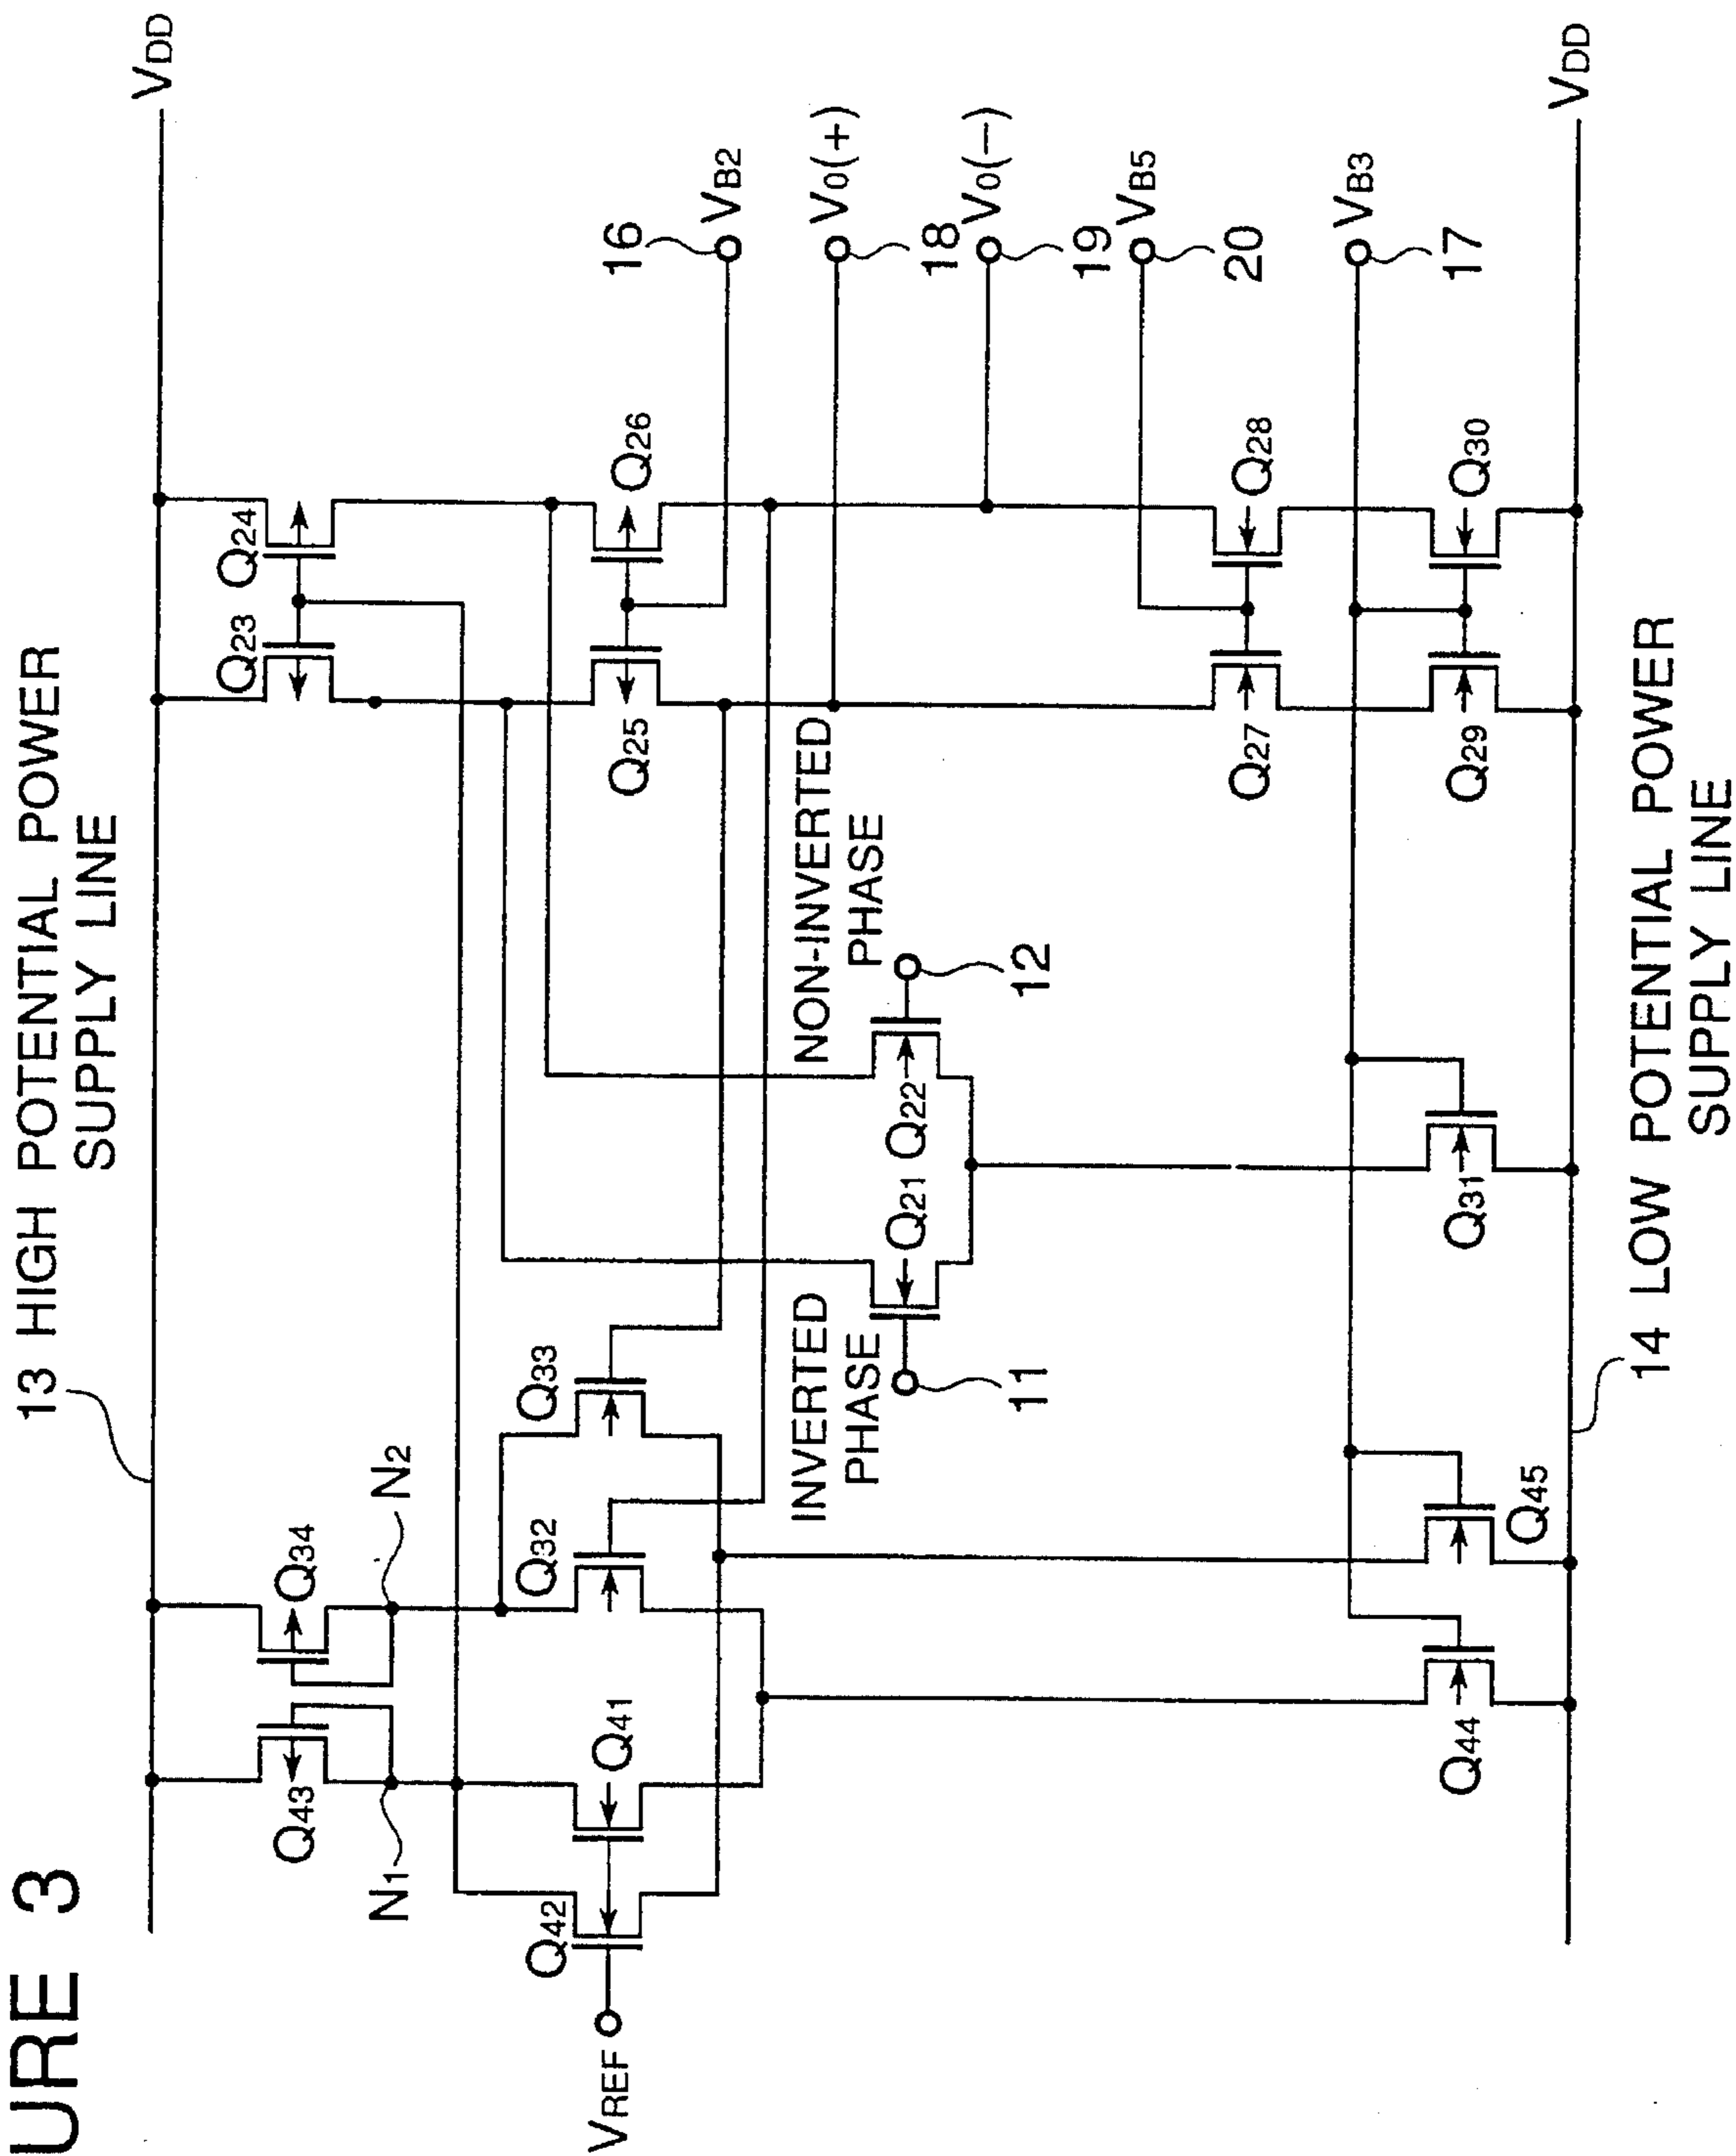 URE 3
13 HIGH POTENTIAL POWER
SUPPLY LINE
VDD
Q43
Q34
Q23
Q24
N1
N2
Q42
Q41
Q32
Q33
VREF
Q25
Q26
16
VB2
INVERTED
PHASE
11
Q21
Q22
NON-INVERTED
PHASE
12
V0(+)
18
V0(−)
19
VB5
20
Q27
Q28
VB3
17
Q44
Q45
Q31
Q29
Q30
VDD
14 LOW POTENTIAL POWER
SUPPLY LINE